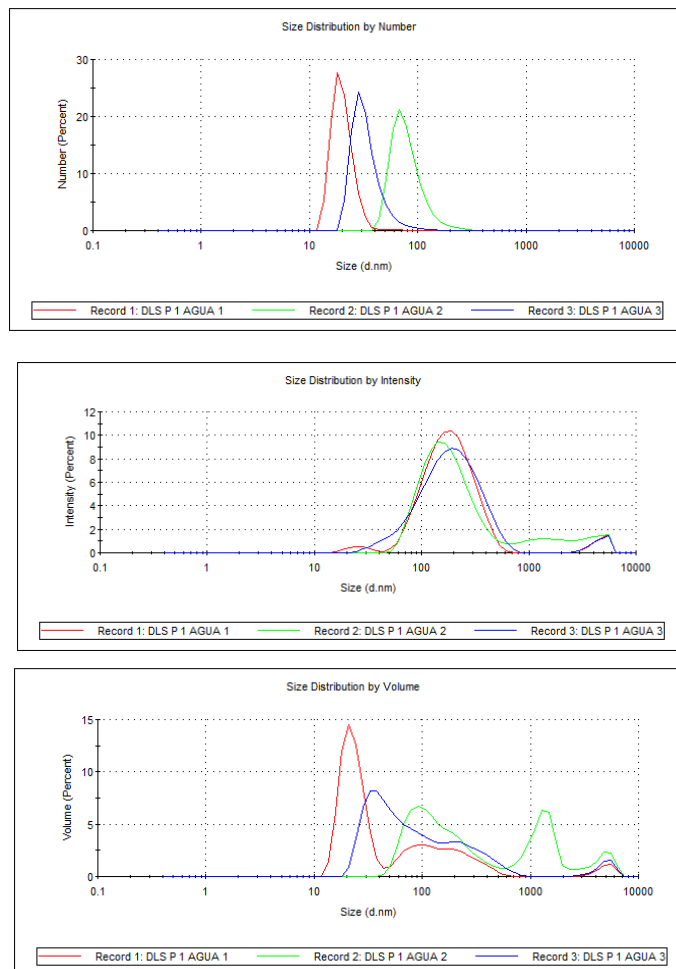 Size Distribution by Number
30
20
10
0
Number (Percent)
0.1 1 10 100 1000 10000
Size (d.nm)
Record 1: DLS P 1 AGUA 1 Record 2: DLS P 1 AGUA 2 Record 3: DLS P 1 AGUA 3
Size Distribution by Intensity
12
10
8
6
4
2
0
Intensity (Percent)
0.1 1 10 100 1000 10000
Size (d.nm)
Record 1: DLS P 1 AGUA 1 Record 2: DLS P 1 AGUA 2 Record 3: DLS P 1 AGUA 3
Size Distribution by Volume
15
10
5
0
Volume (Percent)
0.1 1 10 100 1000 10000
Size (d.nm)
Record 1: DLS P 1 AGUA 1 Record 2: DLS P 1 AGUA 2 Record 3: DLS P 1 AGUA 3